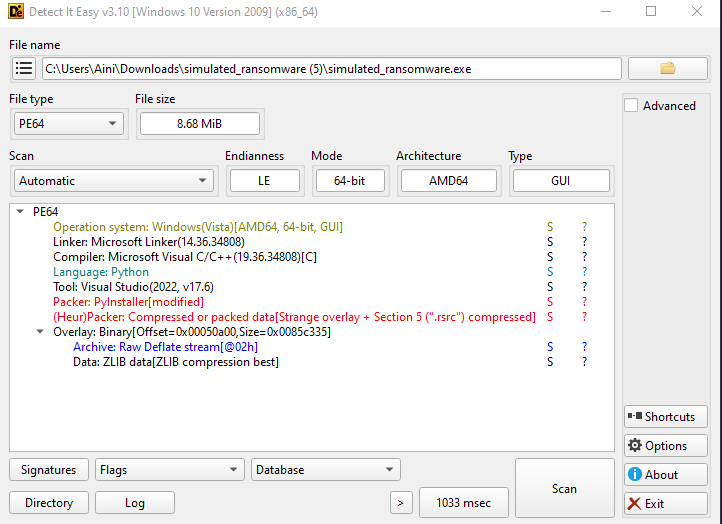 Detect It Easy v3.10 [Windows 10 Version 2009] (x86_64)
File name
C:\Users\Aini\Downloads\simulated_ransomware (5)\simulated_ransomware.exe
File type File size
PE64 8.68 MiB
Advanced
Scan Endianness Mode Architecture Type
Automatic LE 64-bit AMD64 GUI
PE64
Operation system: Windows(Vista)[AMD64, 64-bit, GUI] S ?
Linker: Microsoft Linker(14.36.34808) S ?
Compiler: Microsoft Visual C/C++(19.36.34808)[C] S ?
Language: Python S ?
Tool: Visual Studio(2022, v17.6) S ?
Packer: PyInstaller[modified] S ?
(Heur)Packer: Compressed or packed data[Strange overlay + Section 5 (".rsrc") compressed] S ?
Overlay: Binary[Offset=0x00050a00,Size=0x0085c335]
Archive: Raw Deflate stream[@02h] S ?
Data: ZLIB data[ZLIB compression best] S ?
Shortcuts
Options
About
Exit
Signatures Flags Database Scan
Directory Log > 1033 msec